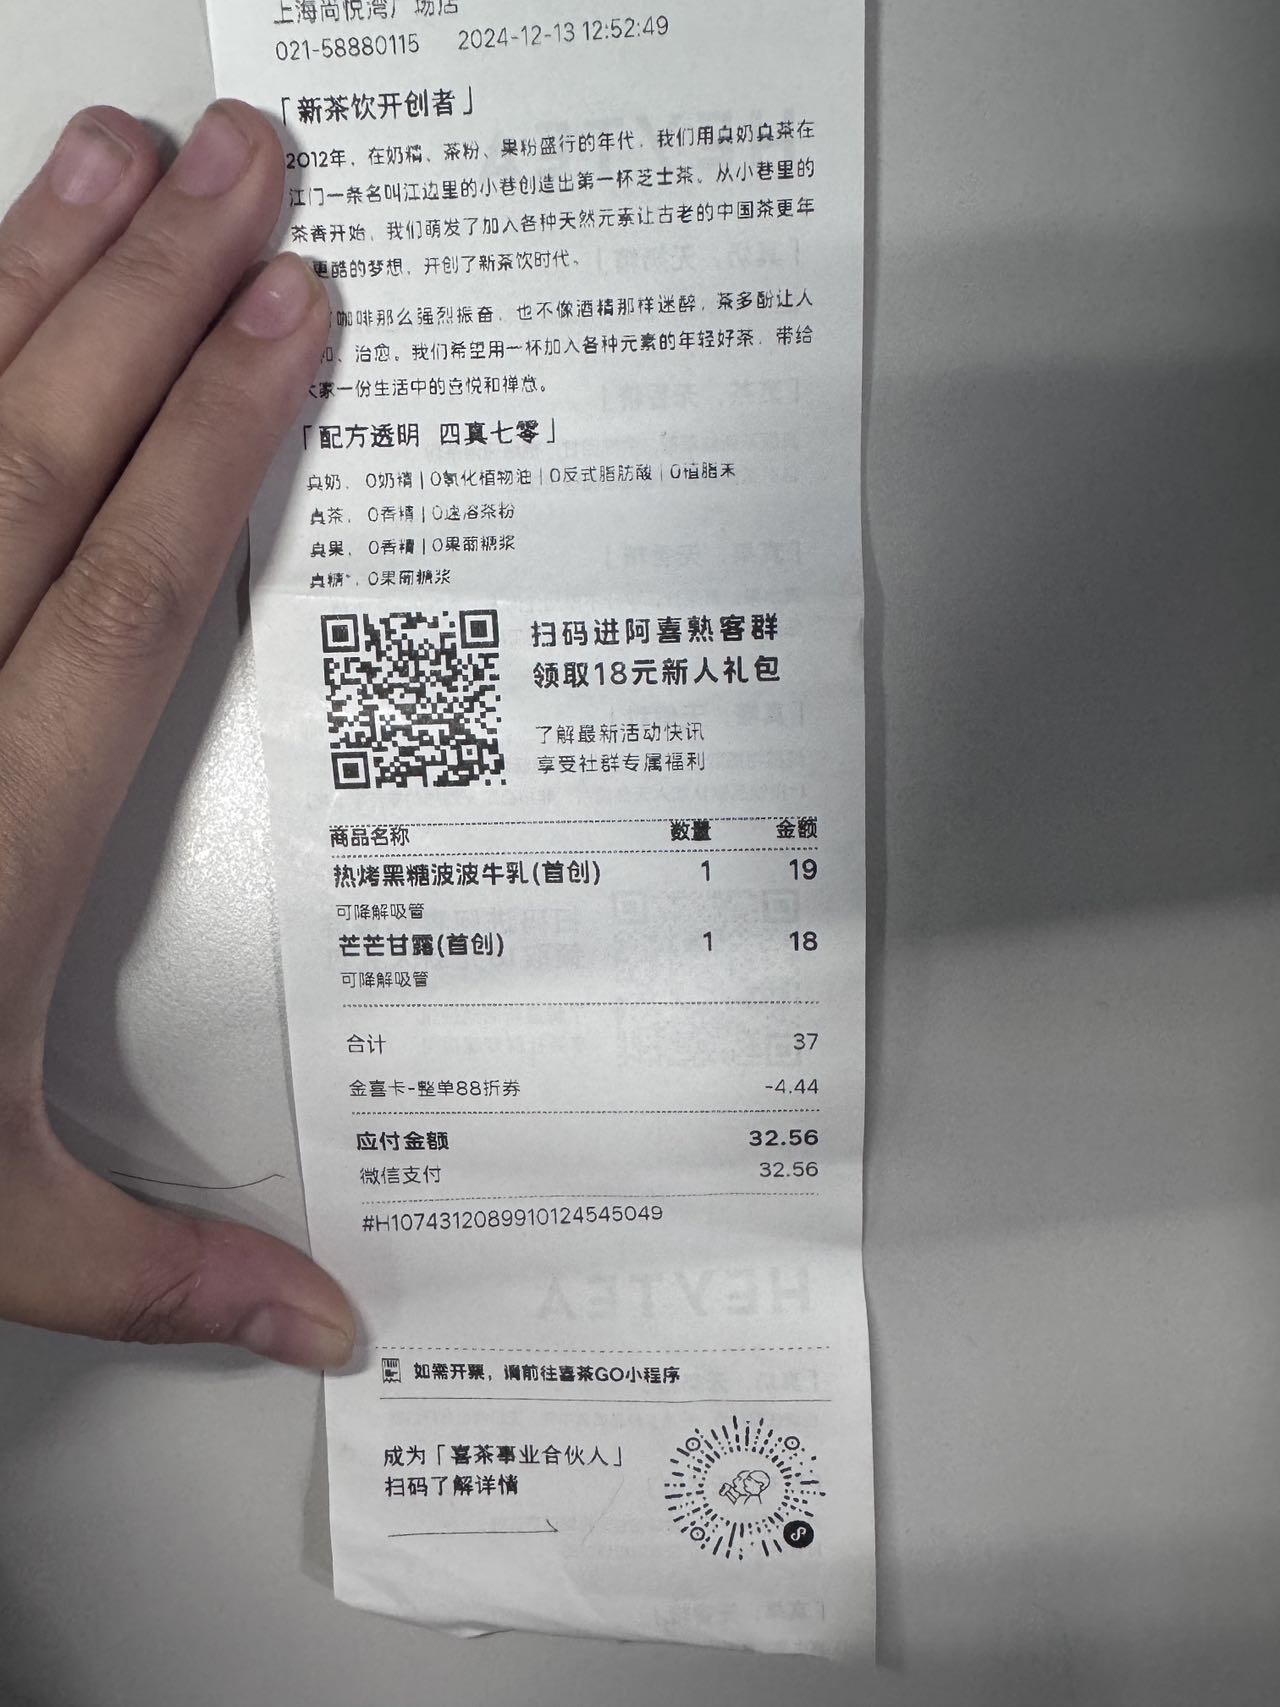 上海尚悦湾广场店
021-58880115 2024-12-13 12:52:49
「新茶饮开创者」
2012年，在奶精、茶粉、果粉盛行的年代，我们用真奶真茶在
江门一条名叫江边里的小巷创造出第一杯芝士茶。从小巷里的
茶香开始，我们萌发了加入各种天然元素让古老的中国茶更年
更酷的梦想，开创了新茶饮时代。
咖啡那么强烈振奋，也不像酒精那样迷醉，茶多酚让人
和、治愈。我们希望用一杯加入各种元素的年轻好茶，带给
大家一份生活中的喜悦和禅意。
「配方透明 四真七零」
真奶，0奶精|0氢化植物油|0反式脂肪酸|0植脂末
真茶，0香精|0速溶茶粉
真果，0香精|0果葡糖浆
真糖*，0果葡糖浆
扫码进阿喜熟客群
领取18元新人礼包
了解最新活动快讯
享受社群专属福利
商品名称 数量 金额
热烤黑糖波波牛乳(首创) 1 19
可降解吸管
芒芒甘露(首创) 1 18
可降解吸管
合计 37
金喜卡-整单88折券 -4.44
应付金额 32.56
微信支付 32.56
#H1074312089910124545049
如需开票，请前往喜茶GO小程序
成为「喜茶事业合伙人」
扫码了解详情